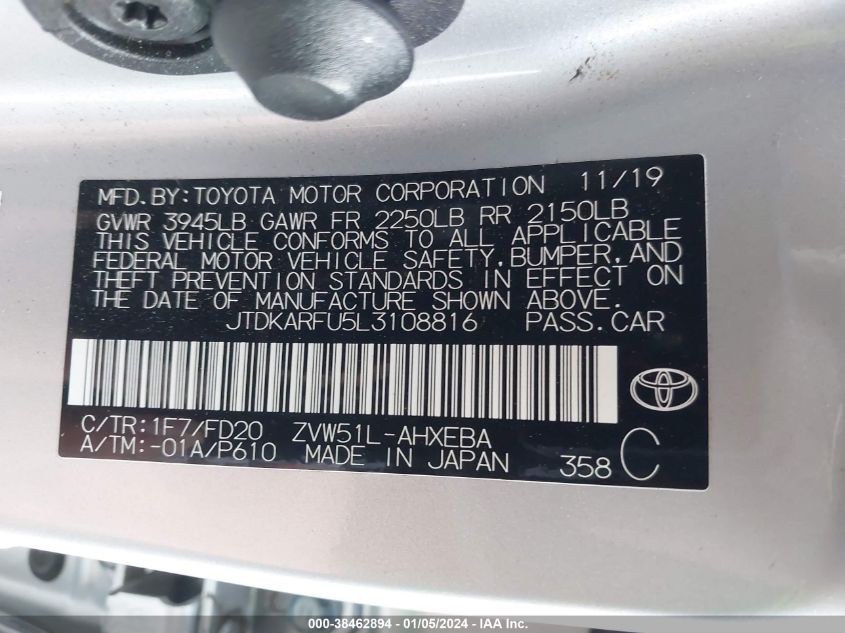 MFD.BY:TOYOTA MOTOR CORPORATION 11/19
GVWR 3945LB GAWR FR 2250LB RR 2150LB
THIS VEHICLE CONFORMS TO ALL APPLICABLE
FEDERAL MOTOR VEHICLE SAFETY,BUMPER,AND
THEFT PREVENTION STANDARDS IN EFFECT ON
THE DATE OF MANUFACTURE SHOWN ABOVE.
JTDKARFU5L3108816 PASS.CAR
C/TR:1F7/FD20 ZVW51L-AHXEBA
A/TM:-01A/P610 MADE IN JAPAN 358 C
000-38462894 - 01/05/2024 - IAA Inc.